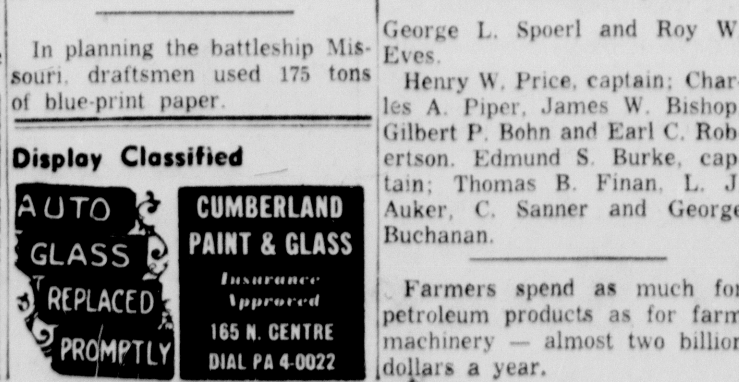 In planning the battleship Mis-
souri, draftsmen used 175 tons
of blue-print paper.
Display Classified
AUTO
GLASS
REPLACED
PROMPTLY
CUMBERLAND
PAINT & GLASS
Insurance
Approved
165 N. CENTRE
DIAL PA 4-0022
George L. Spoerl and Roy W
Eves.
Henry W. Price, captain; Char-
les A. Piper, James W. Bishop
Gilbert P. Bohn and Earl C. Rob-
ertson. Edmund S. Burke, cap-
tain; Thomas B. Finan, L. J
Auker, C. Sanner and George
Buchanan.
Farmers spend as much for
petroleum products as for farm
machinery — almost two billion
dollars a year.